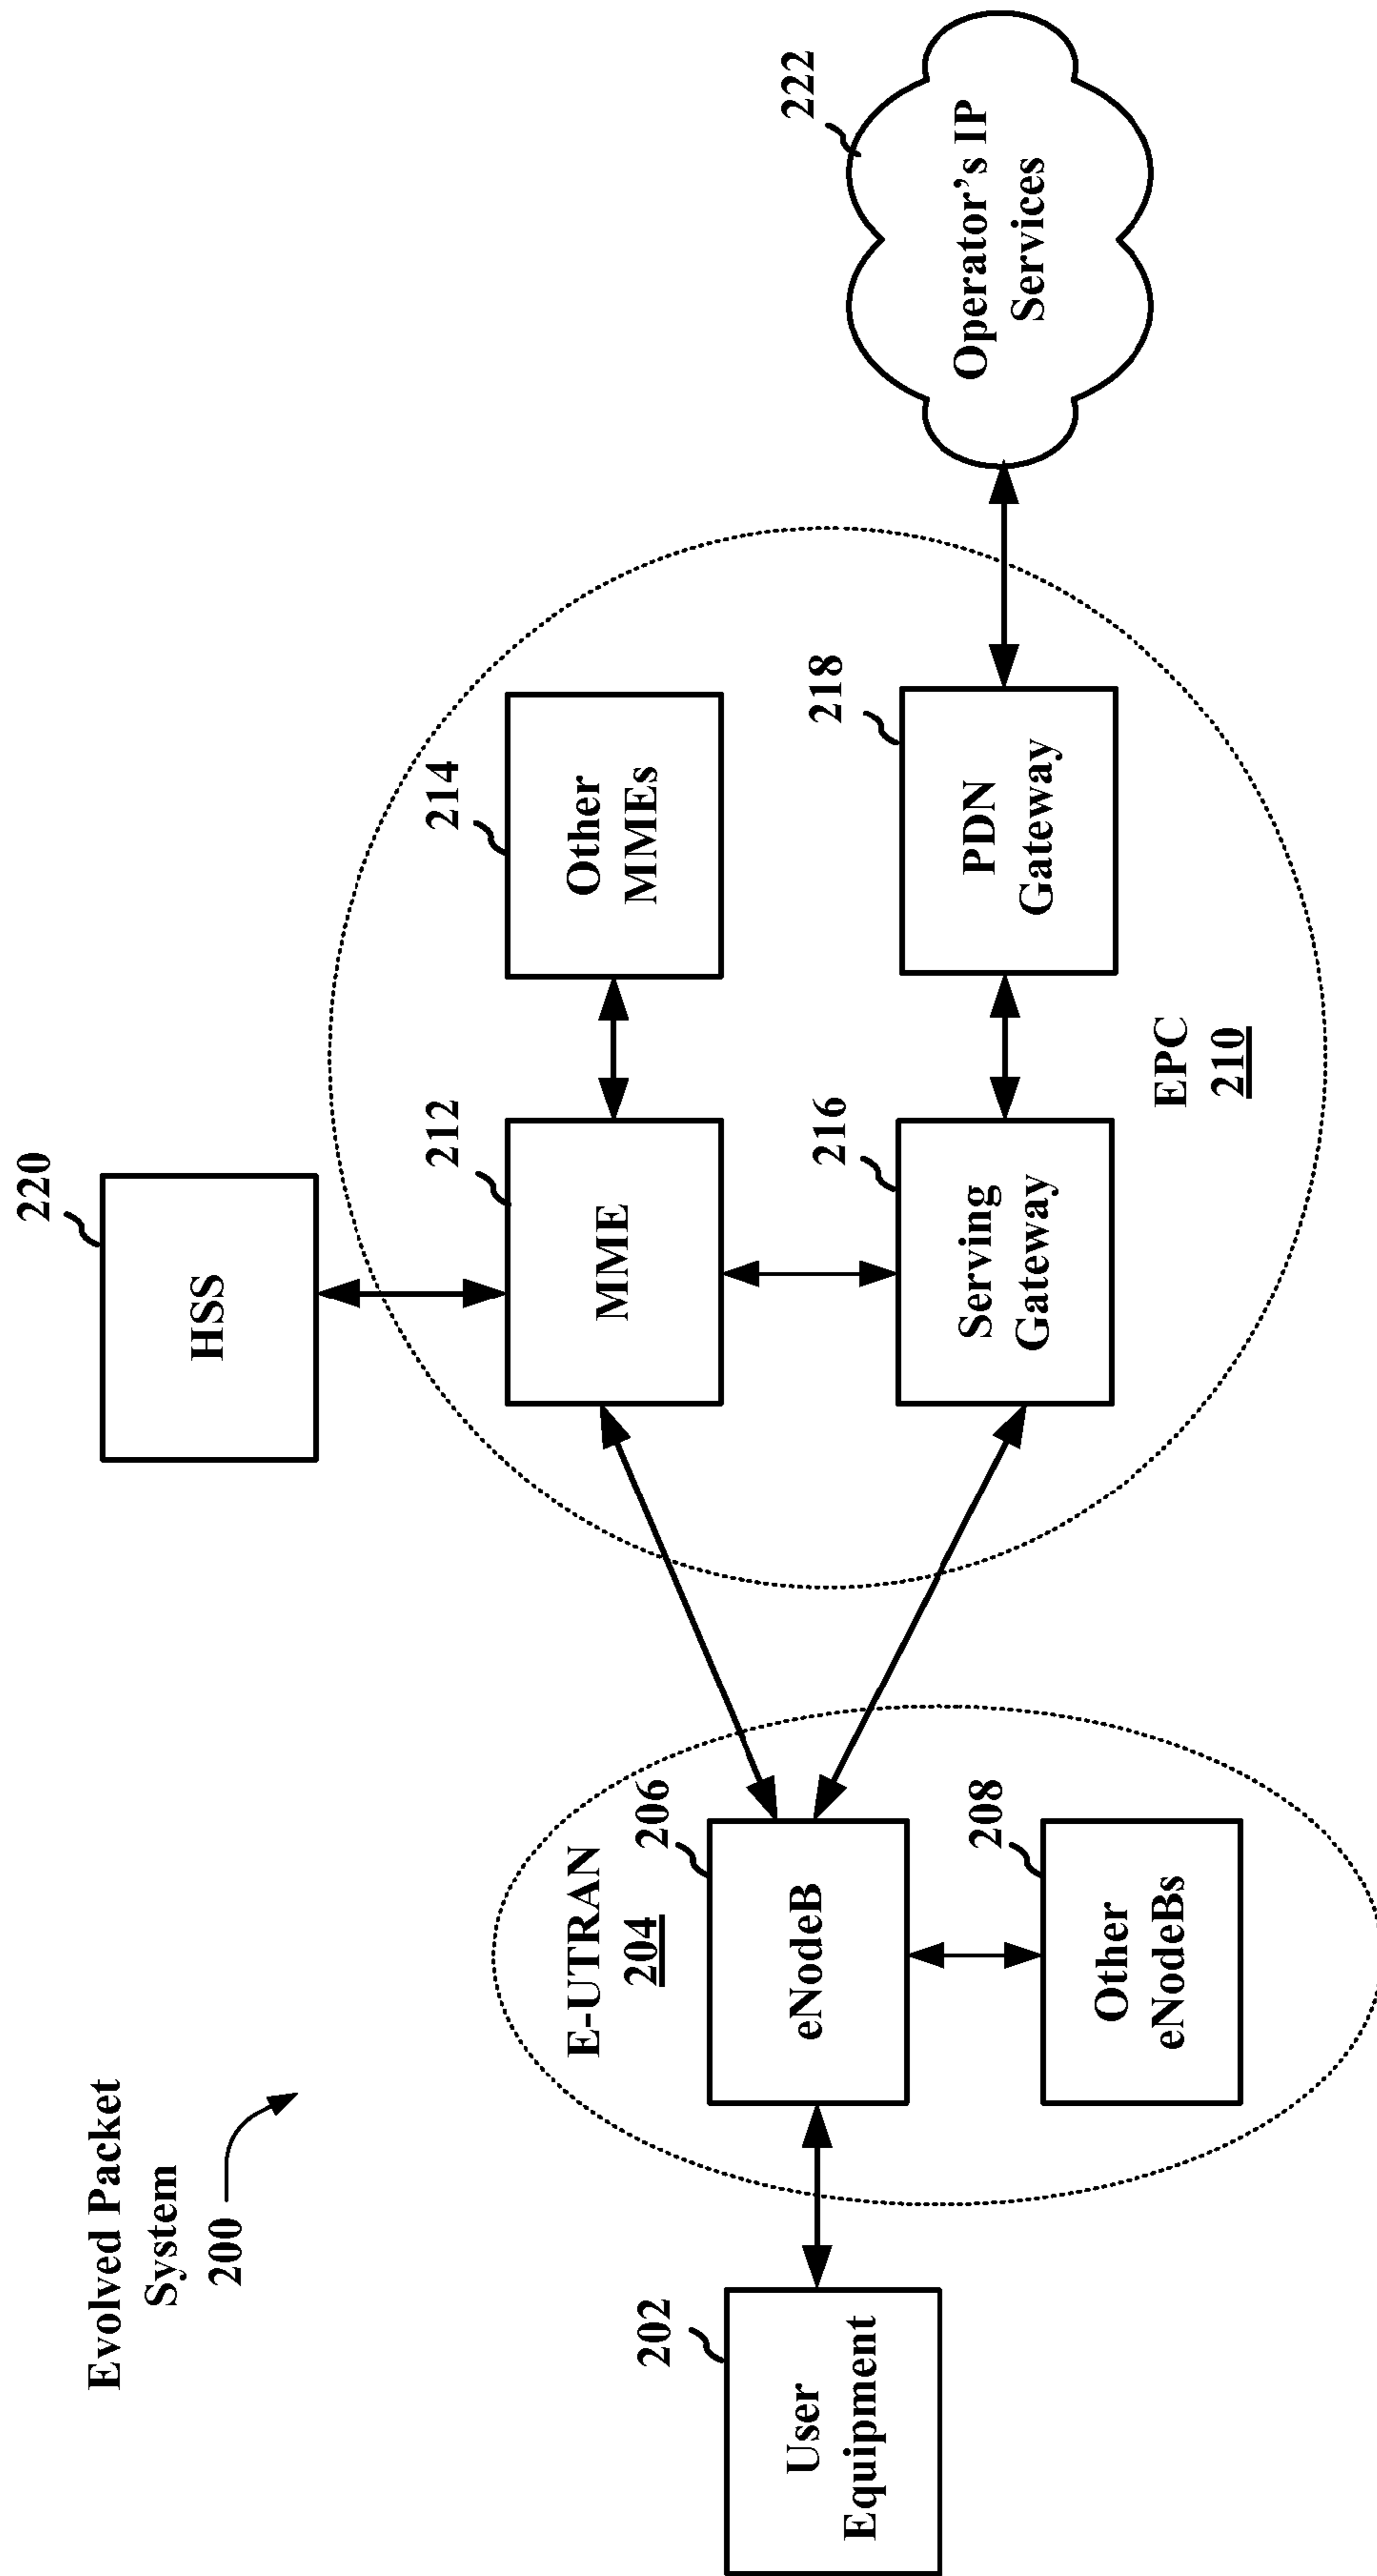 Evolved Packet
System
200
220
HSS
202
User
Equipment
E-UTRAN
204
206
eNodeB
208
Other
eNodeBs
212
MME
214
Other
MMEs
216
Serving
Gateway
218
PDN
Gateway
EPC
210
222
Operator’s IP
Services